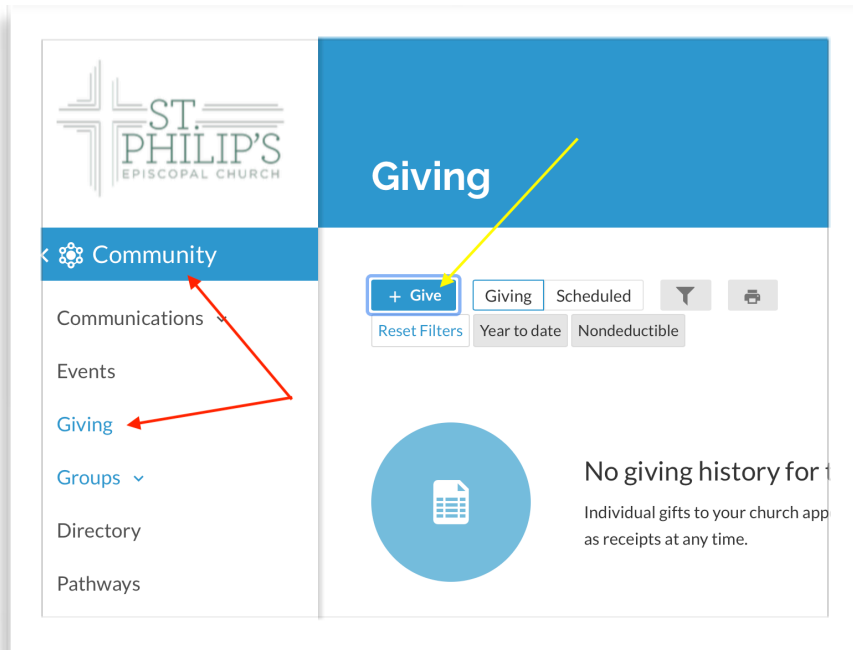 ST.
PHILIP'S
EPISCOPAL CHURCH
Giving
Community
Communications
Events
Giving
Groups
Directory
Pathways
+ Give
Giving
Scheduled
Reset Filters
Year to date
Nondeductible
No giving history for
Individual gifts to your church app
as receipts at any time.